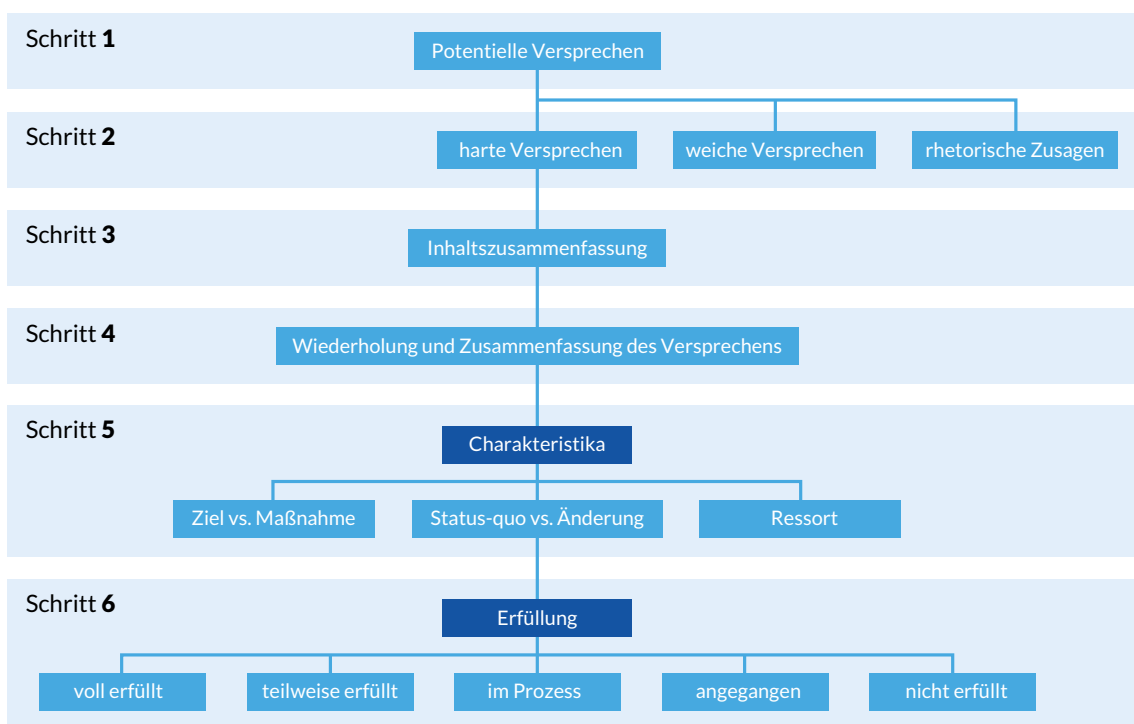 Schritt 1
Potentielle Versprechen
Schritt 2
harte Versprechen
weiche Versprechen
rhetorische Zusagen
Schritt 3
Inhaltszusammenfassung
Schritt 4
Wiederholung und Zusammenfassung des Versprechens
Schritt 5
Charakteristika
Ziel vs. Maßnahme
Status-quo vs. Änderung
Ressort
Schritt 6
Erfüllung
voll erfüllt
teilweise erfüllt
im Prozess
angegangen
nicht erfüllt